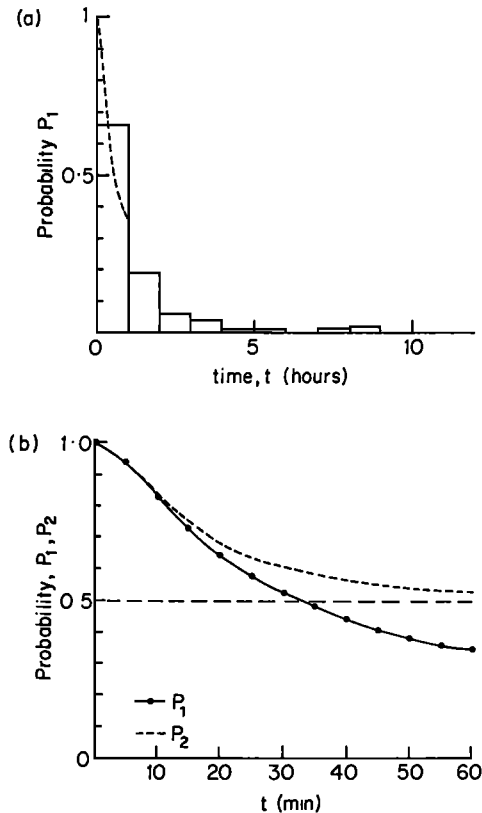 (a)
1
0·5
0
Probability P1
0 5 10
time, t (hours)
(b)
1·0
0 5
0
Probability, P1, P2
P1
P2
10 20 30 40 50 60
t (min)